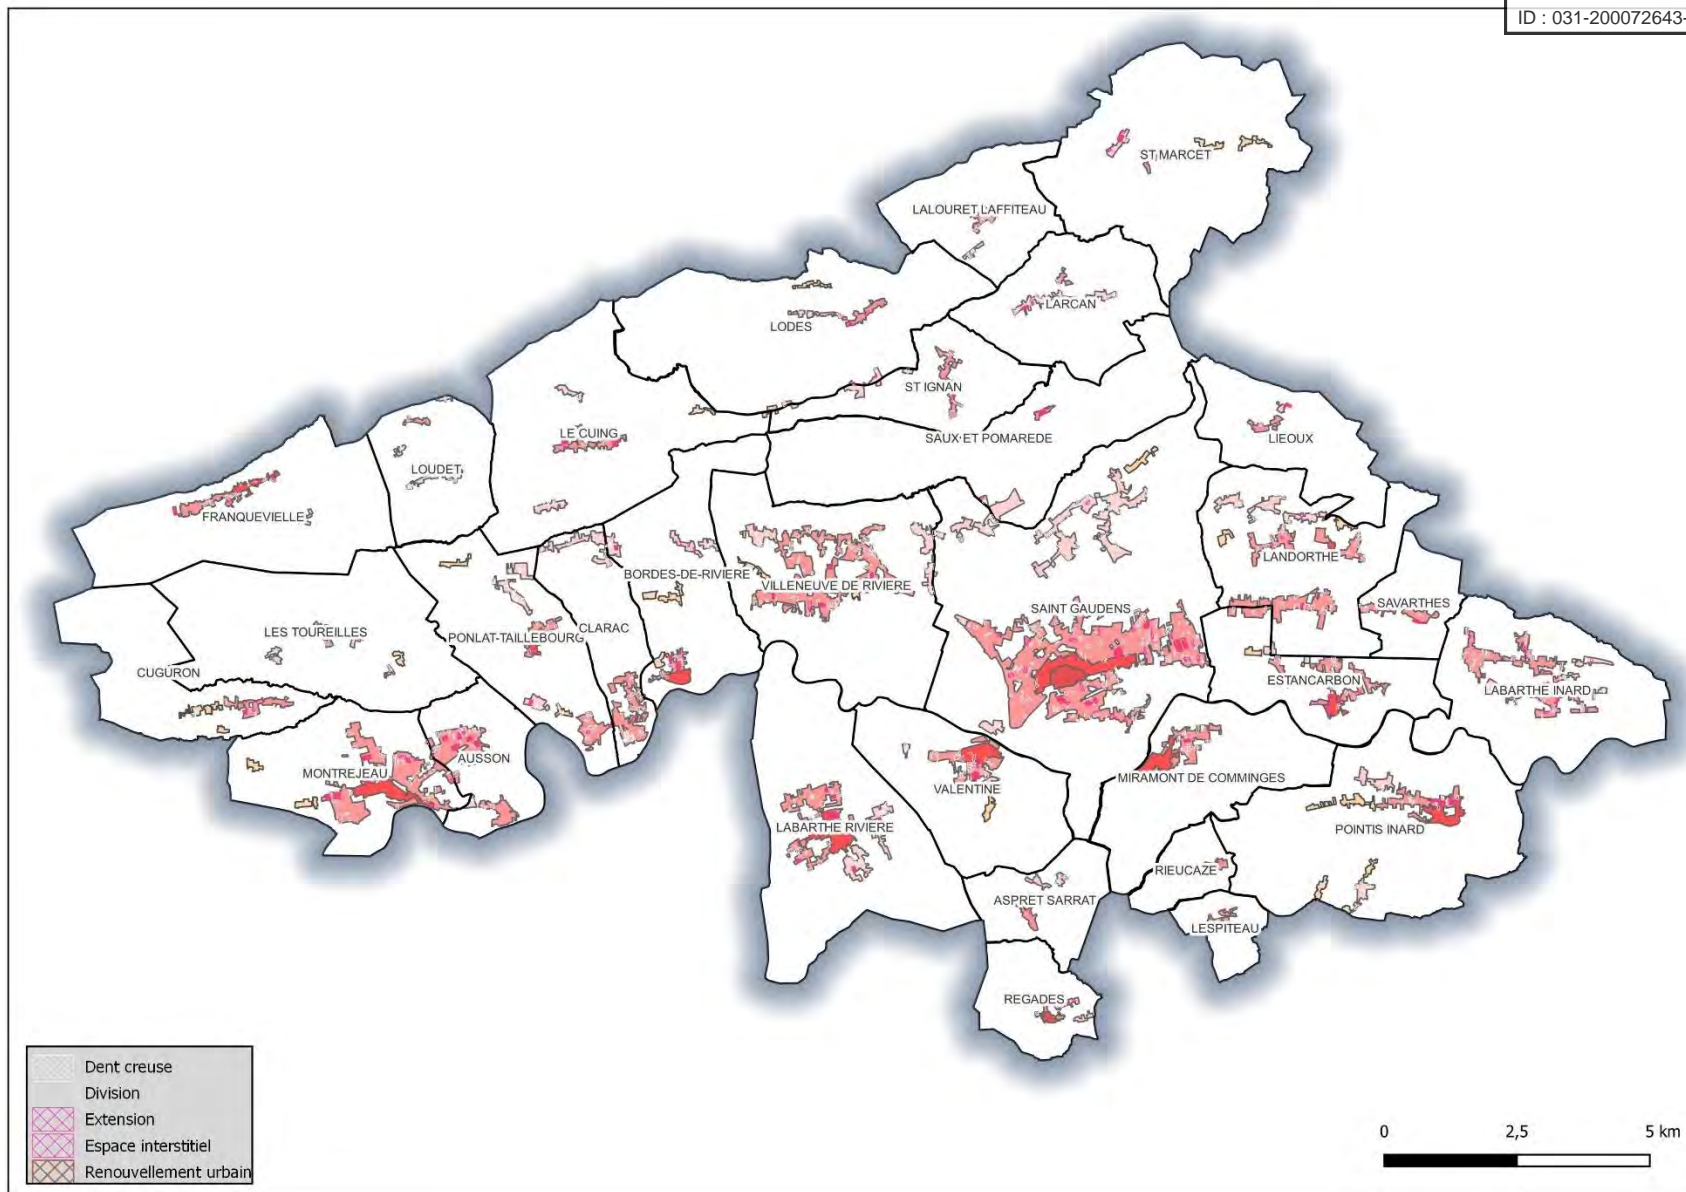 ID : 031-200072643-
ST MARCET
LALOURET LAFFITEAU
LARCAN
LODES
ST IGNAN
SAUX ET POMAREDE
LIEOUX
LE CUING
LOUDET
FRANQUEVIELLE
LANDORTHE
BORDES-DE-RIVIERE
VILLENEUVE DE RIVIERE
SAINT GAUDENS
SAVARTHES
LES TOUREILLES
PONLAT-TAILLEBOURG
CLARAC
CUGURON
ESTANCARBON
LABARTHE INARD
AUSSON
MONTREJEAU
VALENTINE
MIRAMONT DE COMMINGES
LABARTHE RIVIERE
POINTIS INARD
RIEUCAZE
ASPRET SARRAT
LESPITEAU
REGADES
Dent creuse
Division
Extension
Espace interstitiel
Renouvellement urbain
0 2,5 5 km